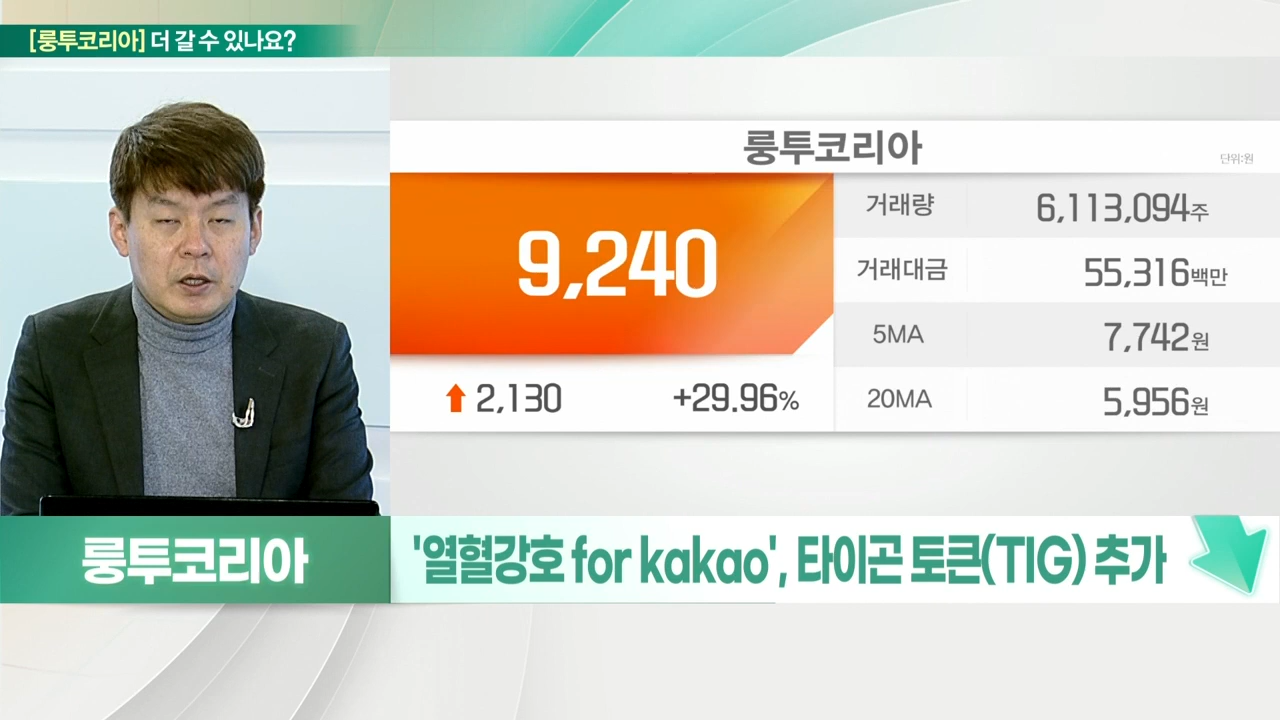 [룽투코리아] 더 갈 수 있나요?
룽투코리아
단위:원
9,240
2,130 +29.96%
거래량 6,113,094주
거래대금 55,316백만
5MA 7,742원
20MA 5,956원
룽투코리아
'열혈강호 for kakao', 타이곤 토큰(TIG) 추가